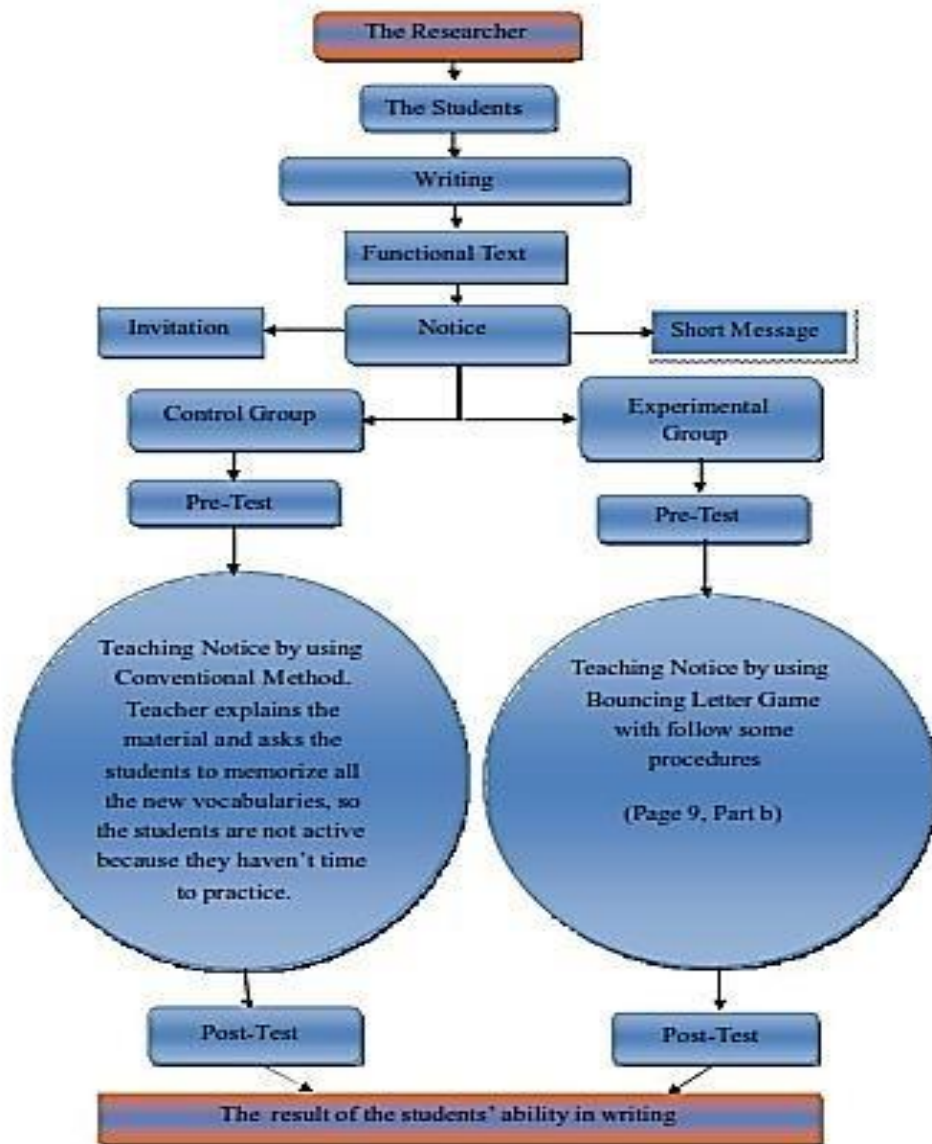 The Researcher
The Students
Writing
Functional Text
Invitation
Notice
Short Message
Control Group
Experimental
Group
Pre-Test
Pre-Test
Teaching Notice by using
Conventional Method.
Teacher explains the
material and asks the
students to memorize all
the new vocabularies, so
the students are not active
because they haven't time
to practice.
Teaching Notice by using
Bouncing Letter Game
with follow some
procedures
(Page 9, Part b)
Post-Test
Post-Test
The result of the students' ability in writing